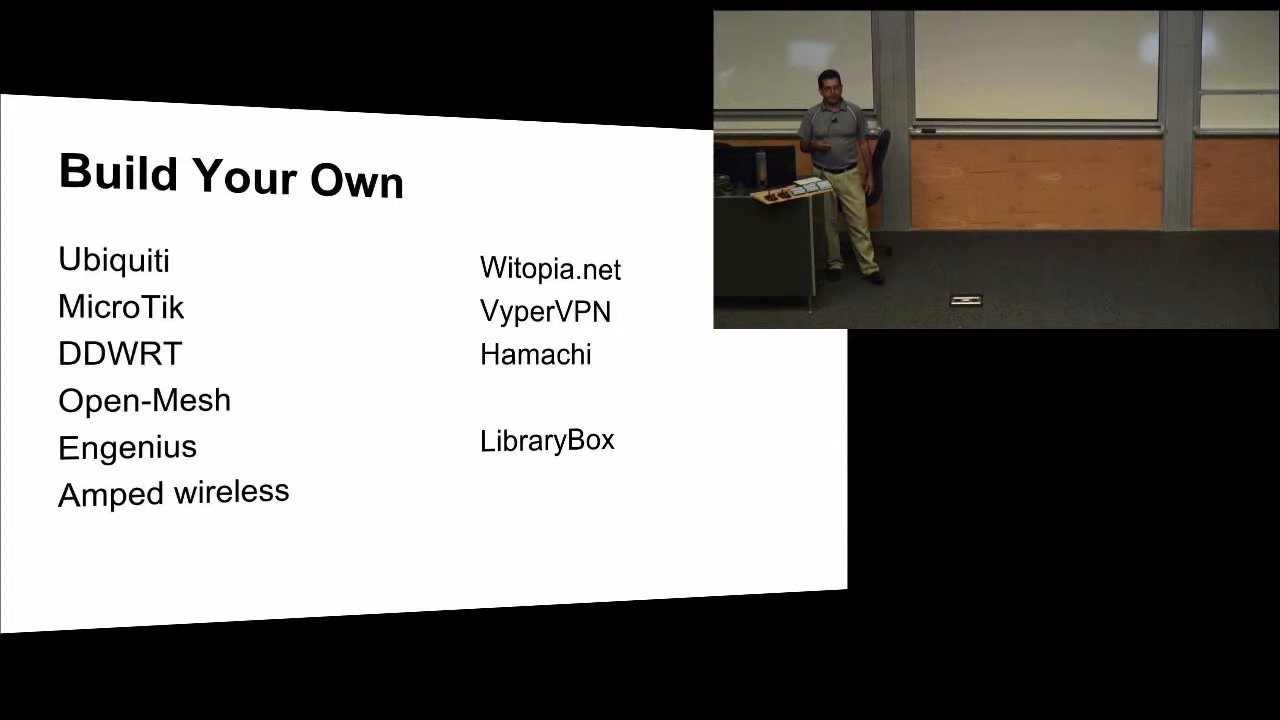 Build Your Own
Ubiquiti
MicroTik
DDWRT
Open-Mesh
Engenius
Amped wireless
Witopia.net
VyperVPN
Hamachi
LibraryBox